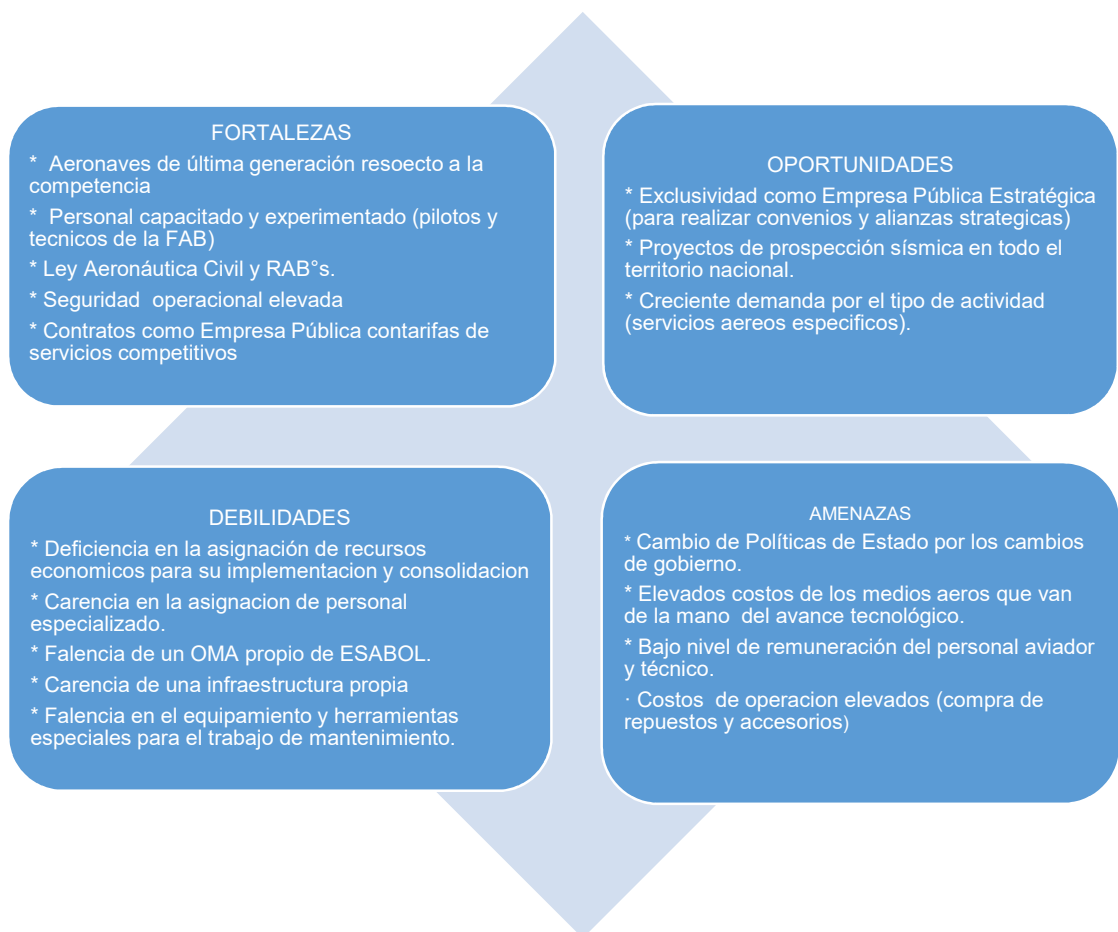 FORTALEZAS
* Aeronaves de última generación resoecto a la
competencia
* Personal capacitado y experimentado (pilotos y
tecnicos de la FAB)
* Ley Aeronáutica Civil y RAB°s.
* Seguridad operacional elevada
* Contratos como Empresa Pública contarifas de
servicios competitivos
OPORTUNIDADES
* Exclusividad como Empresa Pública Estratégica
(para realizar convenios y alianzas strategicas)
* Proyectos de prospección sísmica en todo el
territorio nacional.
* Creciente demanda por el tipo de actividad
(servicios aereos especificos).
DEBILIDADES
* Deficiencia en la asignación de recursos
economicos para su implementacion y consolidacion
* Carencia en la asignacion de personal
especializado.
* Falencia de un OMA propio de ESABOL.
* Carencia de una infraestructura propia
* Falencia en el equipamiento y herramientas
especiales para el trabajo de mantenimiento.
AMENAZAS
* Cambio de Políticas de Estado por los cambios
de gobierno.
* Elevados costos de los medios aeros que van
de la mano del avance tecnológico.
* Bajo nivel de remuneración del personal aviador
y técnico.
· Costos de operacion elevados (compra de
repuestos y accesorios)